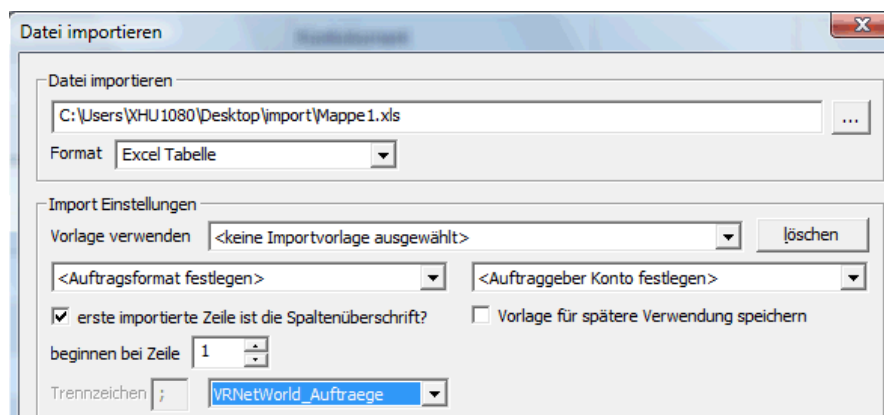 Datei importieren
Datei importieren
C:\Users\XHU1080\Desktop\import\Mappe1.xls
...
Format Excel Tabelle
Import Einstellungen
Vorlage verwenden <keine Importvorlage ausgewählt> löschen
<Auftragsformat festlegen> <Auftraggeber Konto festlegen>
erste importierte Zeile ist die Spaltenüberschrift? Vorlage für spätere Verwendung speichern
beginnen bei Zeile 1
Trennzeichen ; VRNetWorld_Auftraege